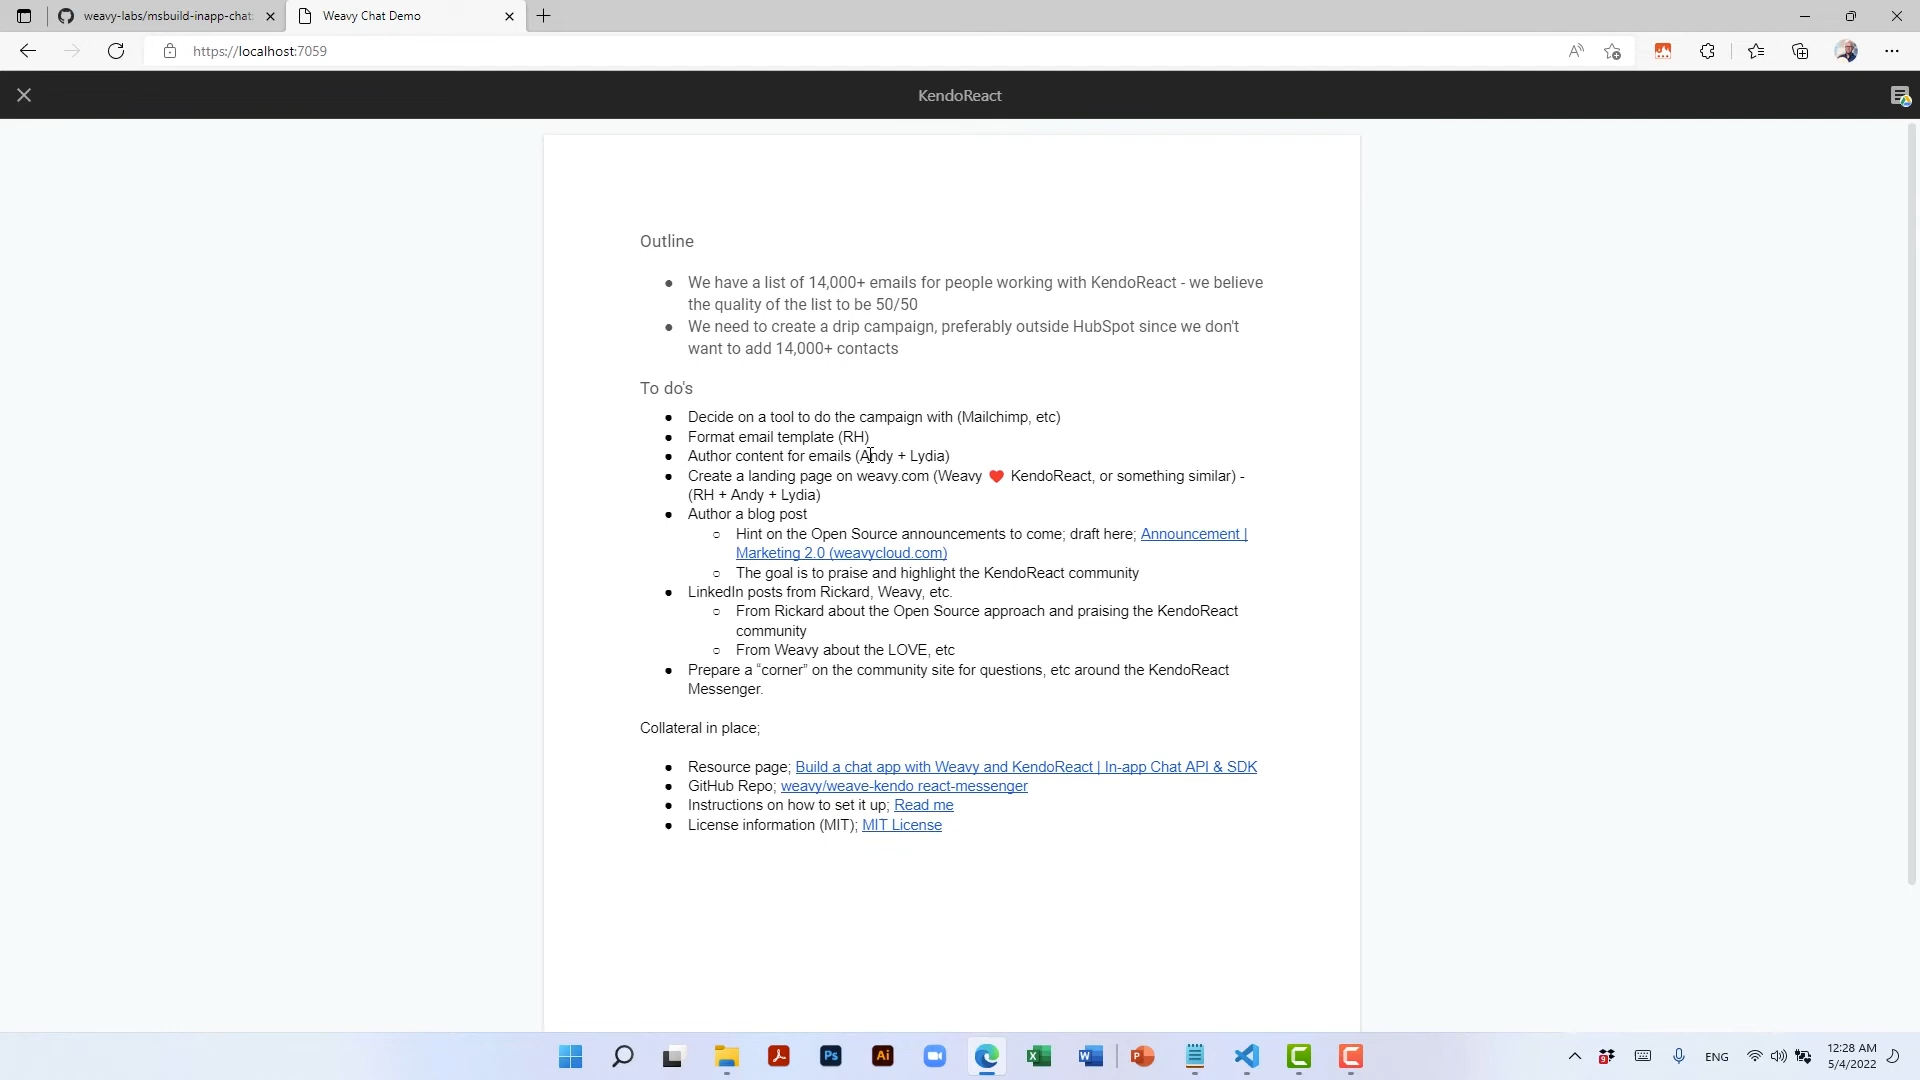 weavy-labs/msbuild-inapp-chat
Weavy Chat Demo
https://localhost:7059
KendoReact
Outline
● We have a list of 14,000+ emails for people working with KendoReact - we believe
the quality of the list to be 50/50
● We need to create a drip campaign, preferably outside HubSpot since we don't
want to add 14,000+ contacts
To do's
● Decide on a tool to do the campaign with (Mailchimp, etc)
● Format email template (RH)
● Author content for emails (Andy + Lydia)
● Create a landing page on weavy.com (Weavy ❤️ KendoReact, or something similar) -
(RH + Andy + Lydia)
● Author a blog post
○ Hint on the Open Source announcements to come; draft here; Announcement |
Marketing 2.0 (weavycloud.com)
○ The goal is to praise and highlight the KendoReact community
● LinkedIn posts from Rickard, Weavy, etc.
○ From Rickard about the Open Source approach and praising the KendoReact
community
○ From Weavy about the LOVE, etc
● Prepare a “corner” on the community site for questions, etc around the KendoReact
Messenger.
Collateral in place;
● Resource page; Build a chat app with Weavy and KendoReact | In-app Chat API & SDK
● GitHub Repo; weavy/weave-kendo react-messenger
● Instructions on how to set it up; Read me
● License information (MIT); MIT License
Ps
Ai
ENG
12:28 AM
5/4/2022